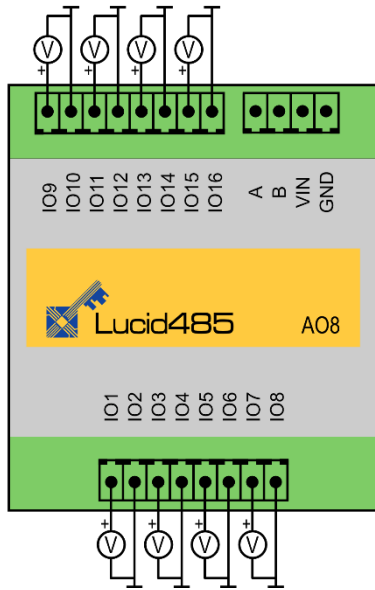 V V V V
+ + + +
IO9 IO10 IO11 IO12 IO13 IO14 IO15 IO16 A B VIN GND
Lucid485 AO8
IO1 IO2 IO3 IO4 IO5 IO6 IO7 IO8
+ + + +
V V V V